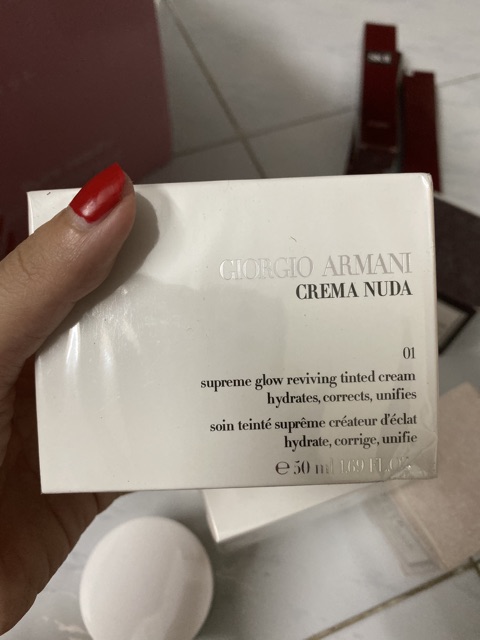 GIORGIO ARMANI
CREMA NUDA
01
supreme glow reviving tinted cream
hydrates, corrects, unifies
soin teinté suprême créateur d'éclat
hydrate, corrige, unifie
℮ 50 ml 1.69 FL.OZ.